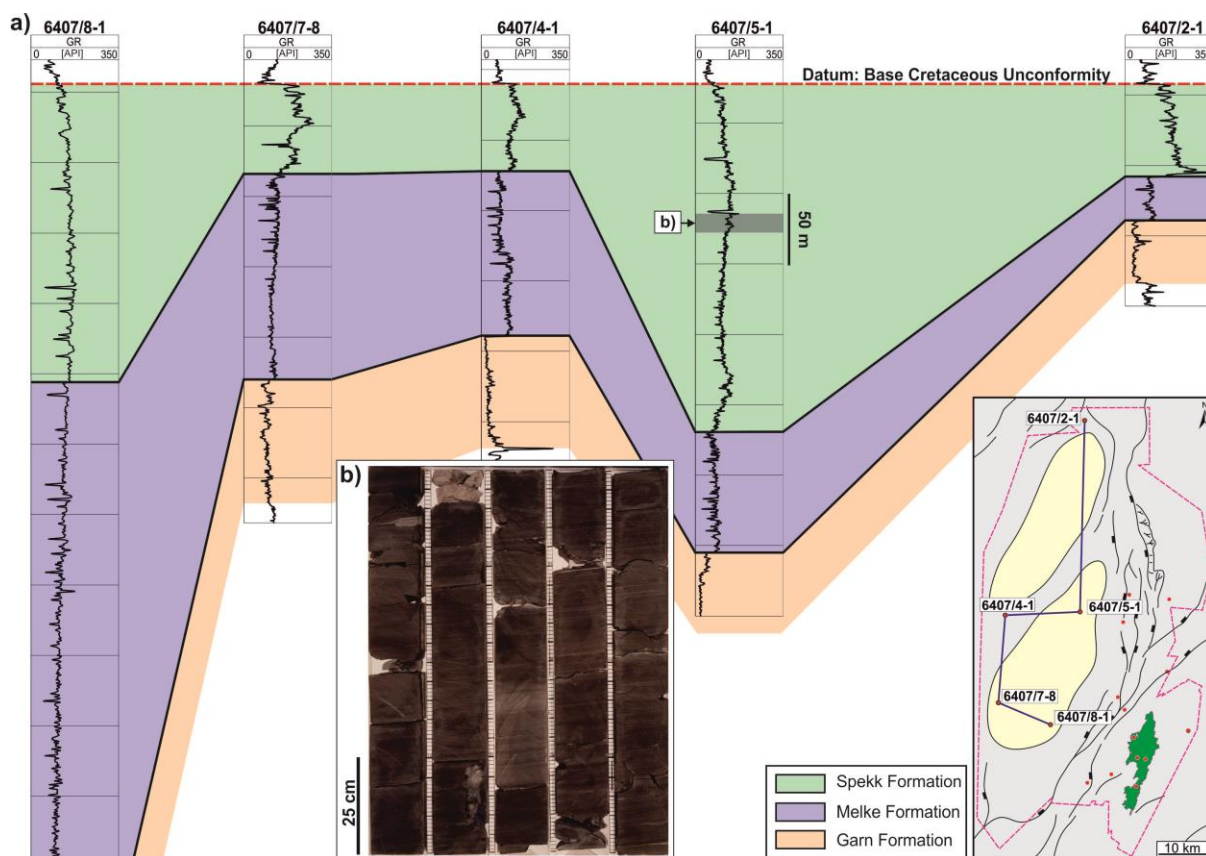 a)
6407/8-1
GR
0 [API] 350
6407/7-8
GR
0 [API] 350
6407/4-1
GR
0 [API] 350
6407/5-1
GR
0 [API] 350
6407/2-1
GR
0 [API] 350
Datum: Base Cretaceous Unconformity
b)
50 m
b)
25 cm
Spekk Formation
Melke Formation
Garn Formation
N
6407/2-1
6407/4-1
6407/5-1
6407/7-8
6407/8-1
10 km